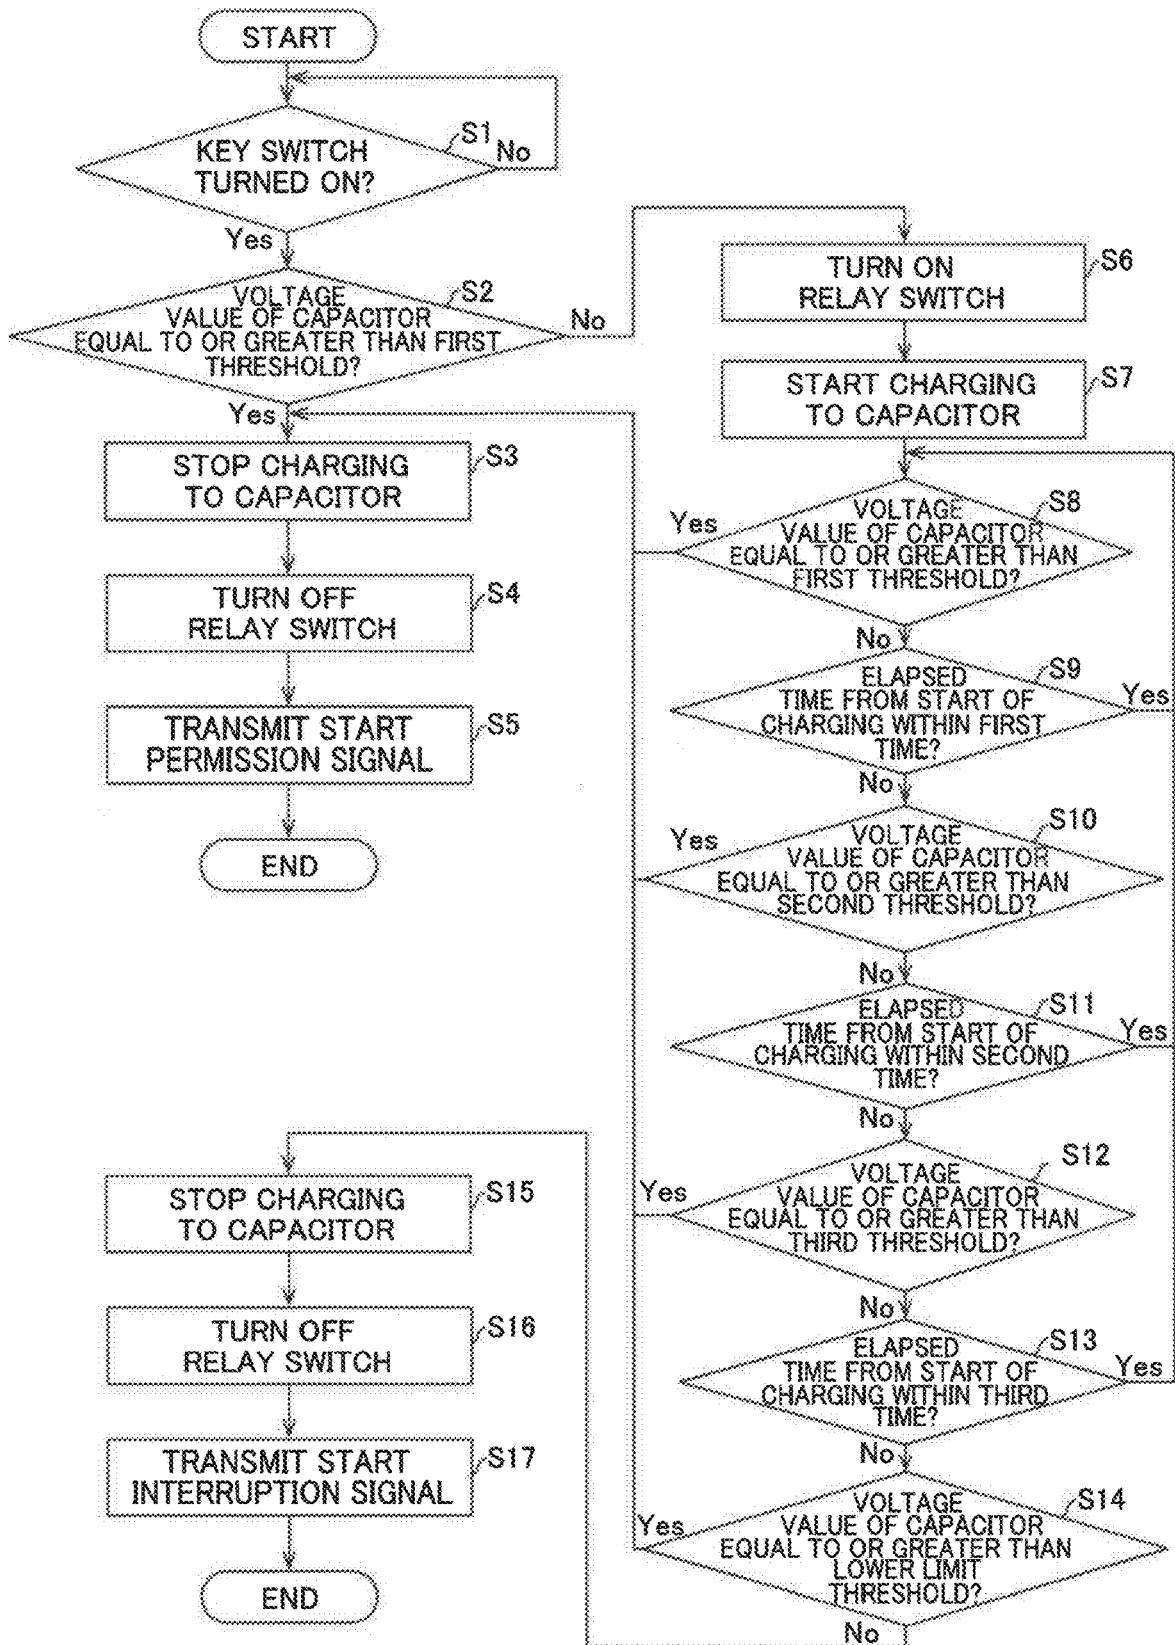 START
S1
KEY SWITCH
TURNED ON?
No
Yes
S2
VOLTAGE
VALUE OF CAPACITOR
EQUAL TO OR GREATER THAN FIRST
THRESHOLD?
No
Yes
S3
STOP CHARGING
TO CAPACITOR
S4
TURN OFF
RELAY SWITCH
S5
TRANSMIT START
PERMISSION SIGNAL
END
S6
TURN ON
RELAY SWITCH
S7
START CHARGING
TO CAPACITOR
S8
Yes
VOLTAGE
VALUE OF CAPACITOR
EQUAL TO OR GREATER THAN
FIRST THRESHOLD?
No
S9
ELAPSED
TIME FROM START OF
CHARGING WITHIN FIRST
TIME?
Yes
No
S10
Yes
VOLTAGE
VALUE OF CAPACITOR
EQUAL TO OR GREATER THAN
SECOND THRESHOLD?
No
S11
ELAPSED
TIME FROM START OF
CHARGING WITHIN SECOND
TIME?
Yes
No
S12
Yes
VOLTAGE
VALUE OF CAPACITOR
EQUAL TO OR GREATER THAN
THIRD THRESHOLD?
No
S13
ELAPSED
TIME FROM START OF
CHARGING WITHIN THIRD
TIME?
Yes
No
S14
Yes
VOLTAGE
VALUE OF CAPACITOR
EQUAL TO OR GREATER THAN
LOWER LIMIT
THRESHOLD?
No
S15
STOP CHARGING
TO CAPACITOR
S16
TURN OFF
RELAY SWITCH
S17
TRANSMIT START
INTERRUPTION SIGNAL
END